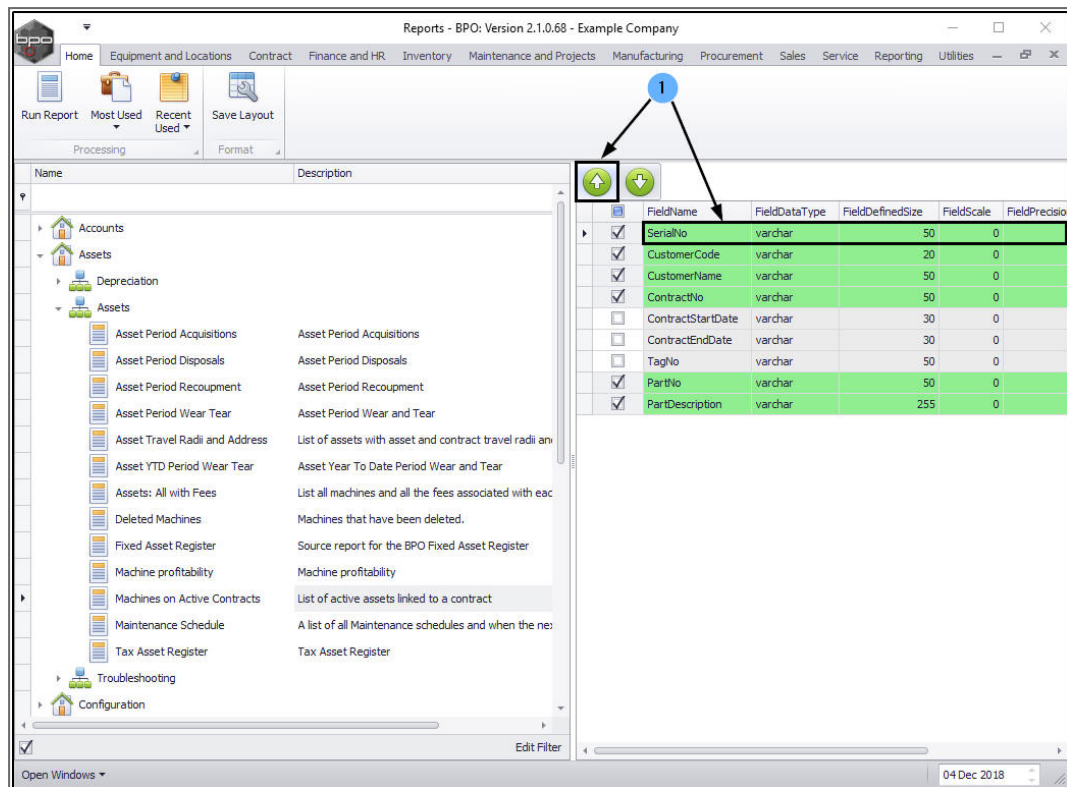 Reports - BPO: Version 2.1.0.68 - Example Company
bpo
Home Equipment and Locations Contract Finance and HR Inventory Maintenance and Projects Manufacturing Procurement Sales Service Reporting Utilities
Run Report Most Used Recent Used Save Layout
Processing Format
1
Name Description
FieldName FieldDataType FieldDefinedSize FieldScale FieldPrecisio
SerialNo varchar 50 0
CustomerCode varchar 20 0
CustomerName varchar 50 0
ContractNo varchar 50 0
ContractStartDate varchar 30 0
ContractEndDate varchar 30 0
TagNo varchar 50 0
PartNo varchar 50 0
PartDescription varchar 255 0
Accounts
Assets
Depreciation
Assets
Asset Period Acquisitions Asset Period Acquisitions
Asset Period Disposals Asset Period Disposals
Asset Period Recoupment Asset Period Recoupment
Asset Period Wear Tear Asset Period Wear and Tear
Asset Travel Radii and Address List of assets with asset and contract travel radii an
Asset YTD Period Wear Tear Asset Year To Date Period Wear and Tear
Assets: All with Fees List all machines and all the fees associated with eac
Deleted Machines Machines that have been deleted.
Fixed Asset Register Source report for the BPO Fixed Asset Register
Machine profitability Machine profitability
Machines on Active Contracts List of active assets linked to a contract
Maintenance Schedule A list of all Maintenance schedules and when the ne
Tax Asset Register Tax Asset Register
Troubleshooting
Configuration
Edit Filter
Open Windows 04 Dec 2018